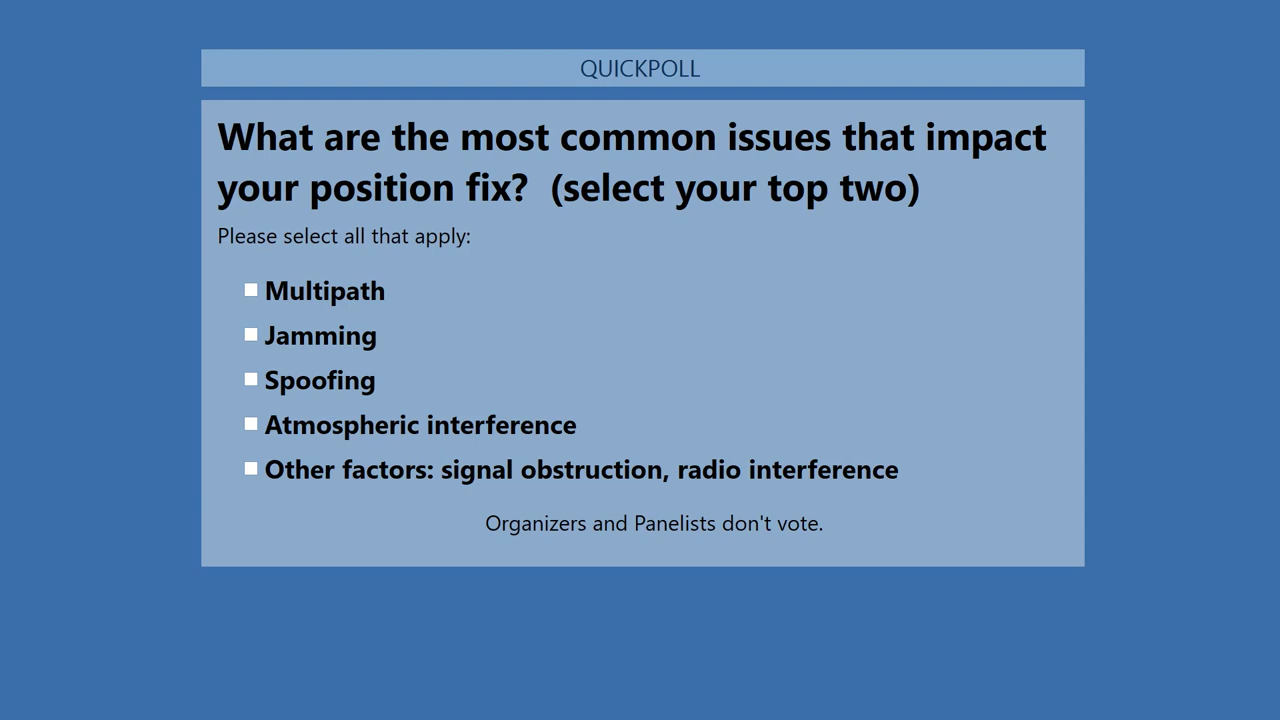 QUICKPOLL
What are the most common issues that impact
your position fix?  (select your top two)
Please select all that apply:
Multipath
Jamming
Spoofing
Atmospheric interference
Other factors: signal obstruction, radio interference
Organizers and Panelists don't vote.